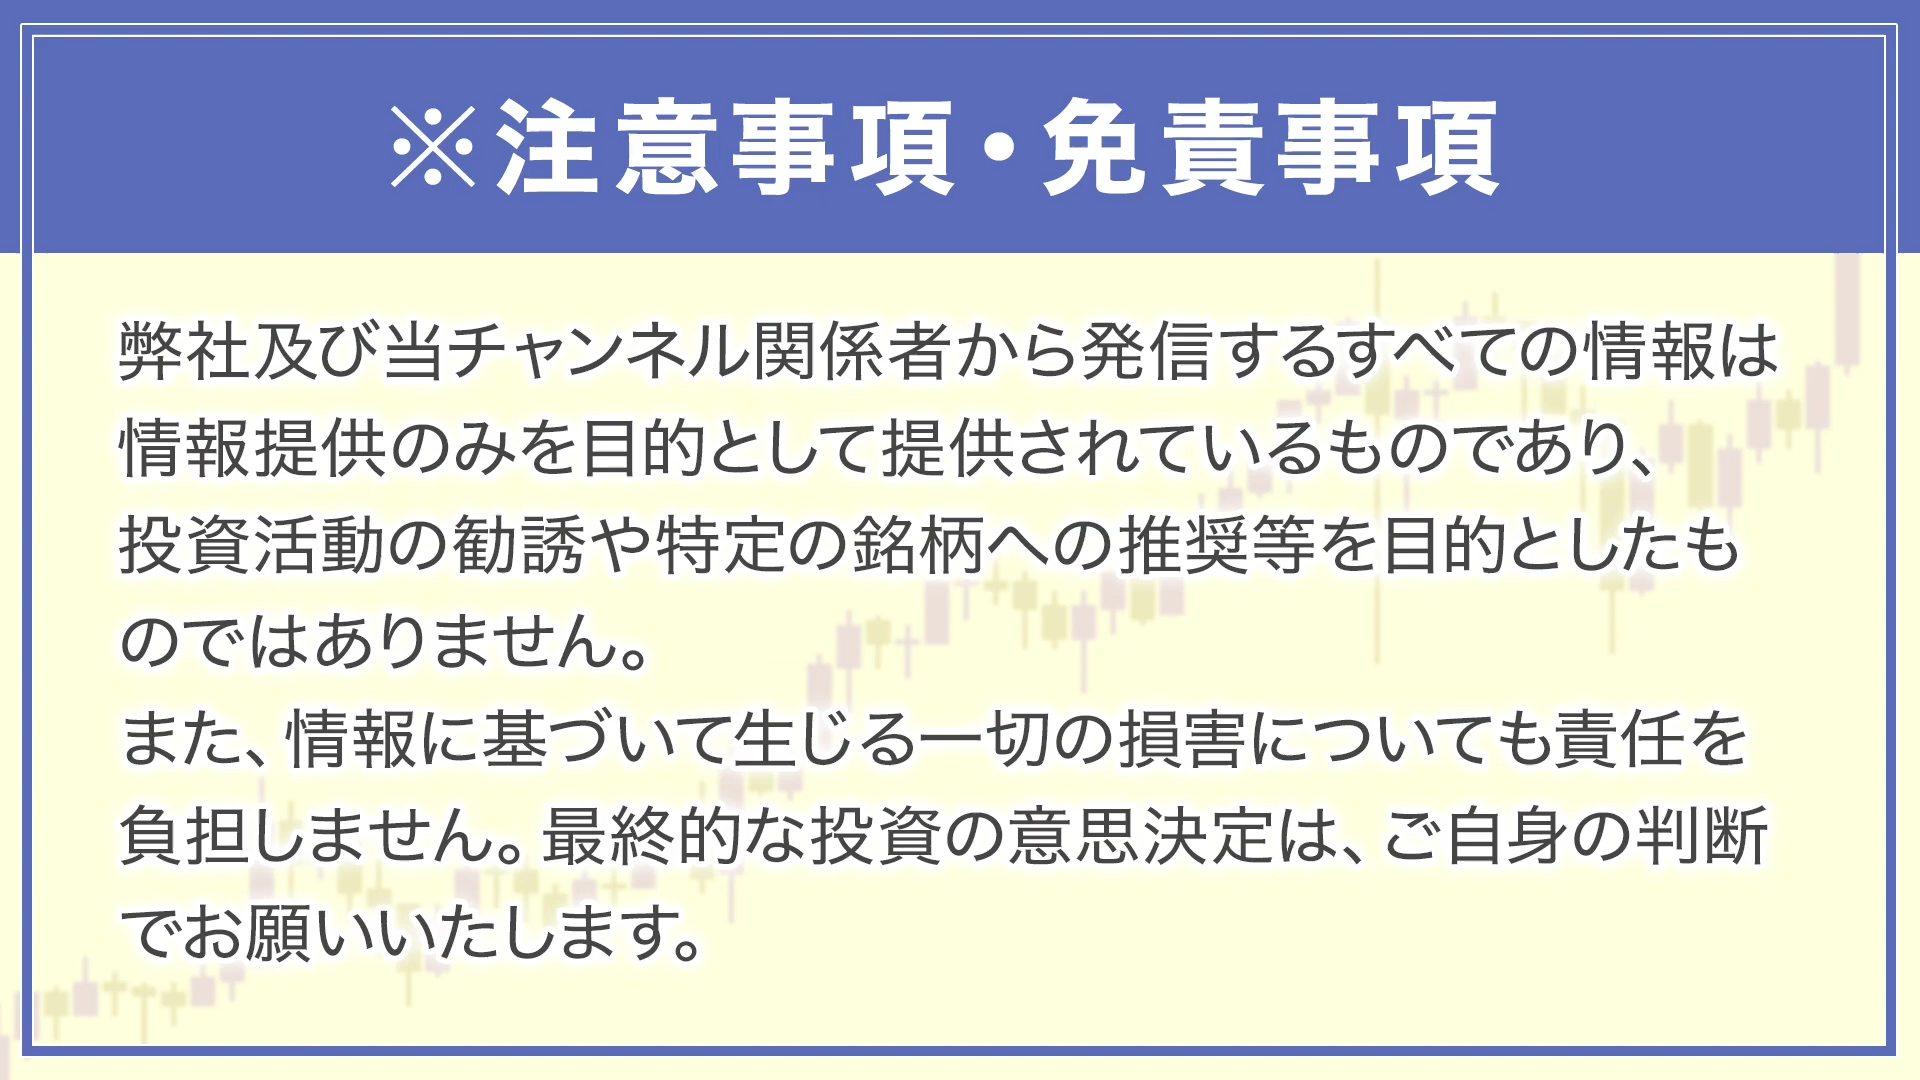 ※注意事項・免責事項
弊社及び当チャンネル関係者から発信するすべての情報は
情報提供のみを目的として提供されているものであり、
投資活動の勧誘や特定の銘柄への推奨等を目的としたも
のではありません。
また、情報に基づいて生じる一切の損害についても責任を
負担しません。最終的な投資の意思決定は、ご自身の判断
でお願いいたします。